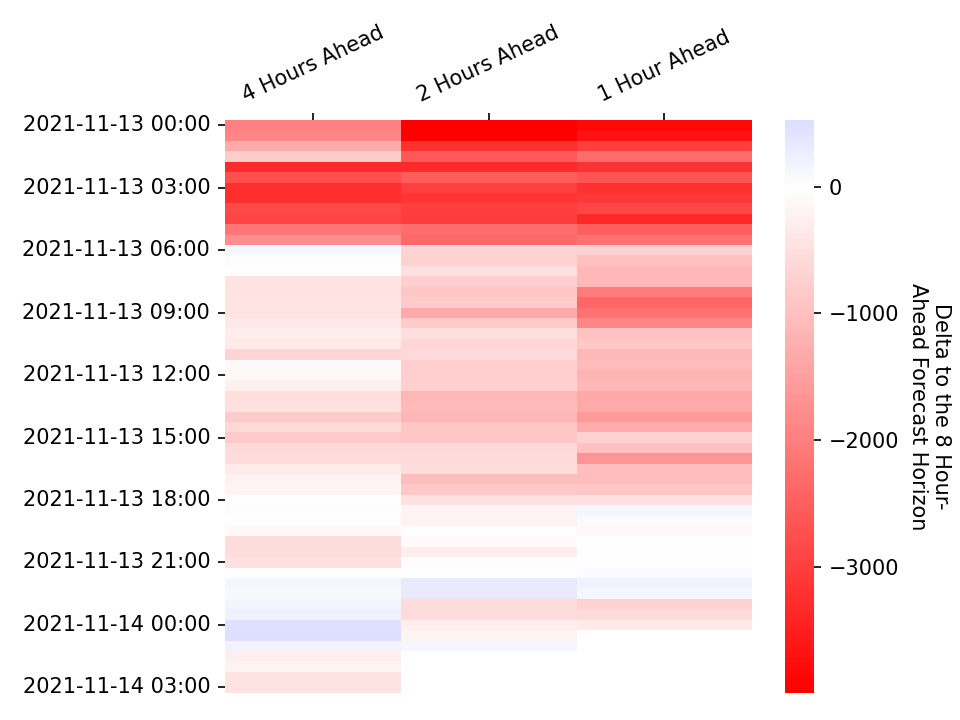 4 Hours Ahead
2 Hours Ahead
1 Hour Ahead
2021-11-13 00:00
2021-11-13 03:00
2021-11-13 06:00
2021-11-13 09:00
2021-11-13 12:00
2021-11-13 15:00
2021-11-13 18:00
2021-11-13 21:00
2021-11-14 00:00
2021-11-14 03:00
0
−1000
−2000
−3000
Delta to the 8 Hour-
Ahead Forecast Horizon